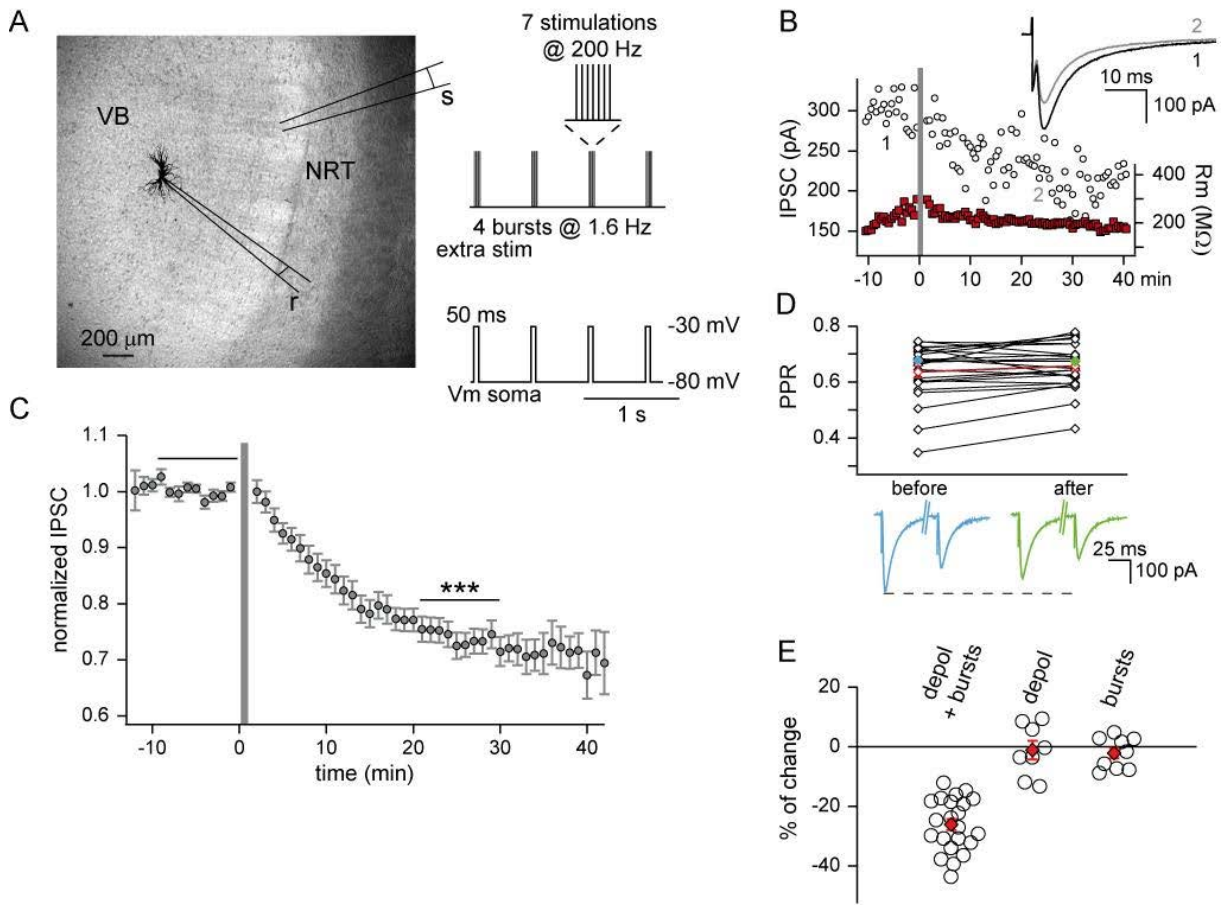 A
VB
NRT
s
r
200 µm
7 stimulations
@ 200 Hz
4 bursts @ 1.6 Hz
extra stim
50 ms
-30 mV
-80 mV
Vm soma
1 s
B
2
1
10 ms
100 pA
IPSC (pA)
300
250
200
150
1
2
400
200
Rm (MΩ)
-10 0 10 20 30 40 min
C
normalized IPSC
1.1
1.0
0.9
0.8
0.7
0.6
***
-10 0 10 20 30 40
time (min)
D
PPR
0.8
0.6
0.4
before after
25 ms
100 pA
E
depol
+ bursts
depol
bursts
% of change
20
0
-20
-40